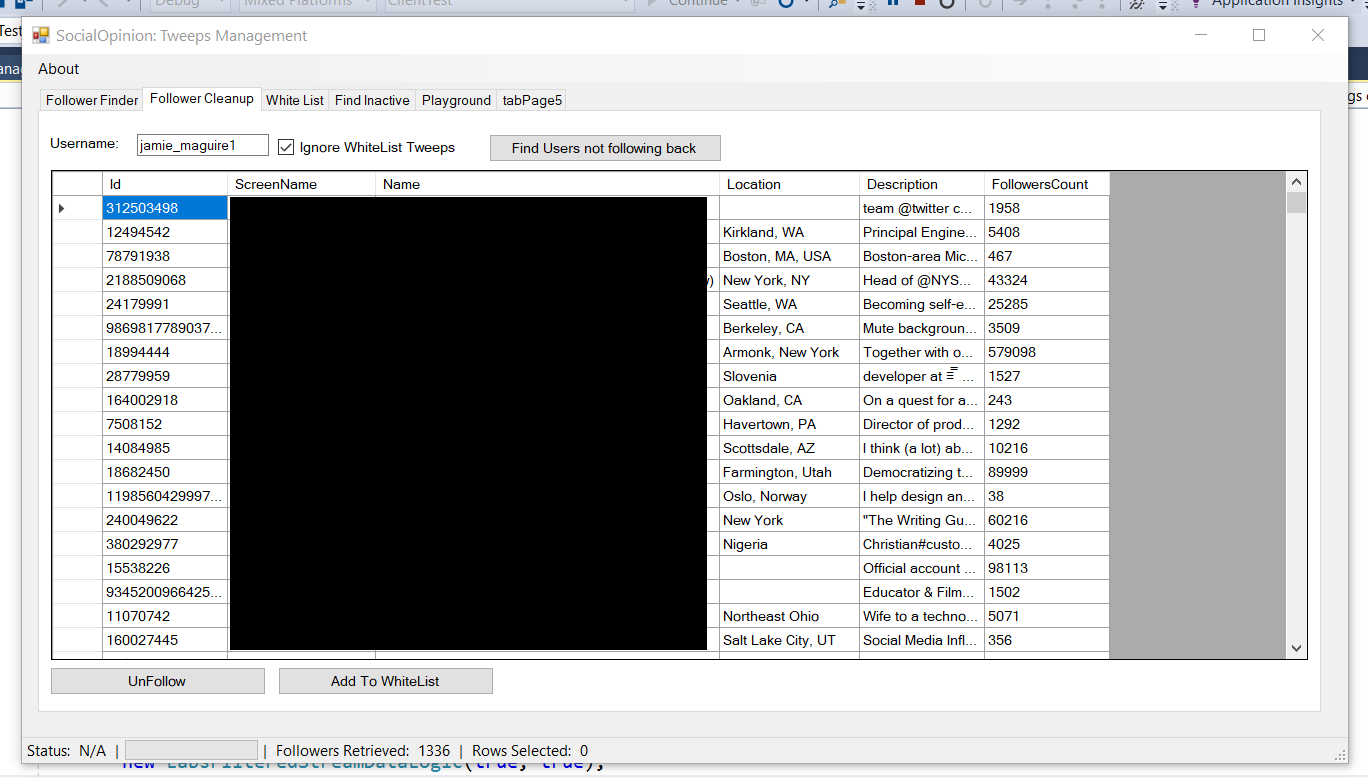 Debug Mixed Platforms ClientTest Continue Application Insights
Test
SocialOpinion: Tweeps Management
About
Follower Finder Follower Cleanup White List Find Inactive Playground tabPage5
Username: jamie_maguire1 Ignore WhiteList Tweeps Find Users not following back
Id ScreenName Name Location Description FollowersCount
312503498 team @twitter c... 1958
12494542 Kirkland, WA Principal Engine... 5408
78791938 Boston, MA, USA Boston-area Mic... 467
2188509068 New York, NY Head of @NYS... 43324
24179991 Seattle, WA Becoming self-e... 25285
9869817789037... Berkeley, CA Mute backgroun... 3509
18994444 Armonk, New York Together with o... 579098
28779959 Slovenia developer at ... 1527
164002918 Oakland, CA On a quest for a... 243
7508152 Havertown, PA Director of prod... 1292
14084985 Scottsdale, AZ I think (a lot) ab... 10216
18682450 Farmington, Utah Democratizing t... 89999
1198560429997... Oslo, Norway I help design an... 38
240049622 New York "The Writing Gu... 60216
380292977 Nigeria Christian#custo... 4025
15538226 Official account ... 98113
9345200966425... Educator & Film... 1502
11070742 Northeast Ohio Wife to a techno... 5071
160027445 Salt Lake City, UT Social Media Infl... 356
UnFollow Add To WhiteList
Status: N/A | | Followers Retrieved: 1336 | Rows Selected: 0
new LabsFilteredStreamDataLogic(true, true);